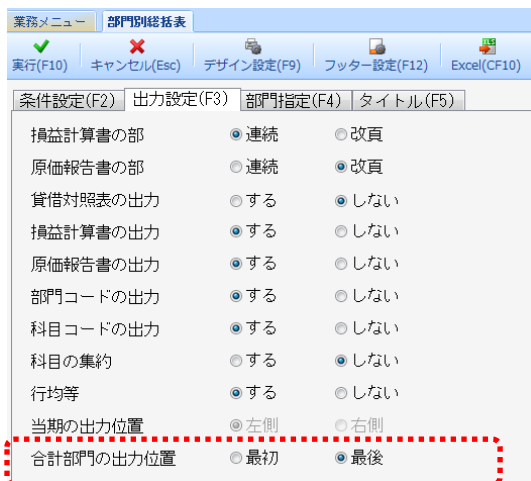 業務メニュー 部門別総括表
実行(F10) キャンセル(Esc) デザイン設定(F9) フッター設定(F12) Excel(CF10)
条件設定(F2) 出力設定(F3) 部門指定(F4) タイトル(F5)
損益計算書の部 連続 改頁
原価報告書の部 連続 改頁
貸借対照表の出力 する しない
損益計算書の出力 する しない
原価報告書の出力 する しない
部門コードの出力 する しない
科目コードの出力 する しない
科目の集約 する しない
行均等 する しない
当期の出力位置 左側 右側
合計部門の出力位置 最初 最後